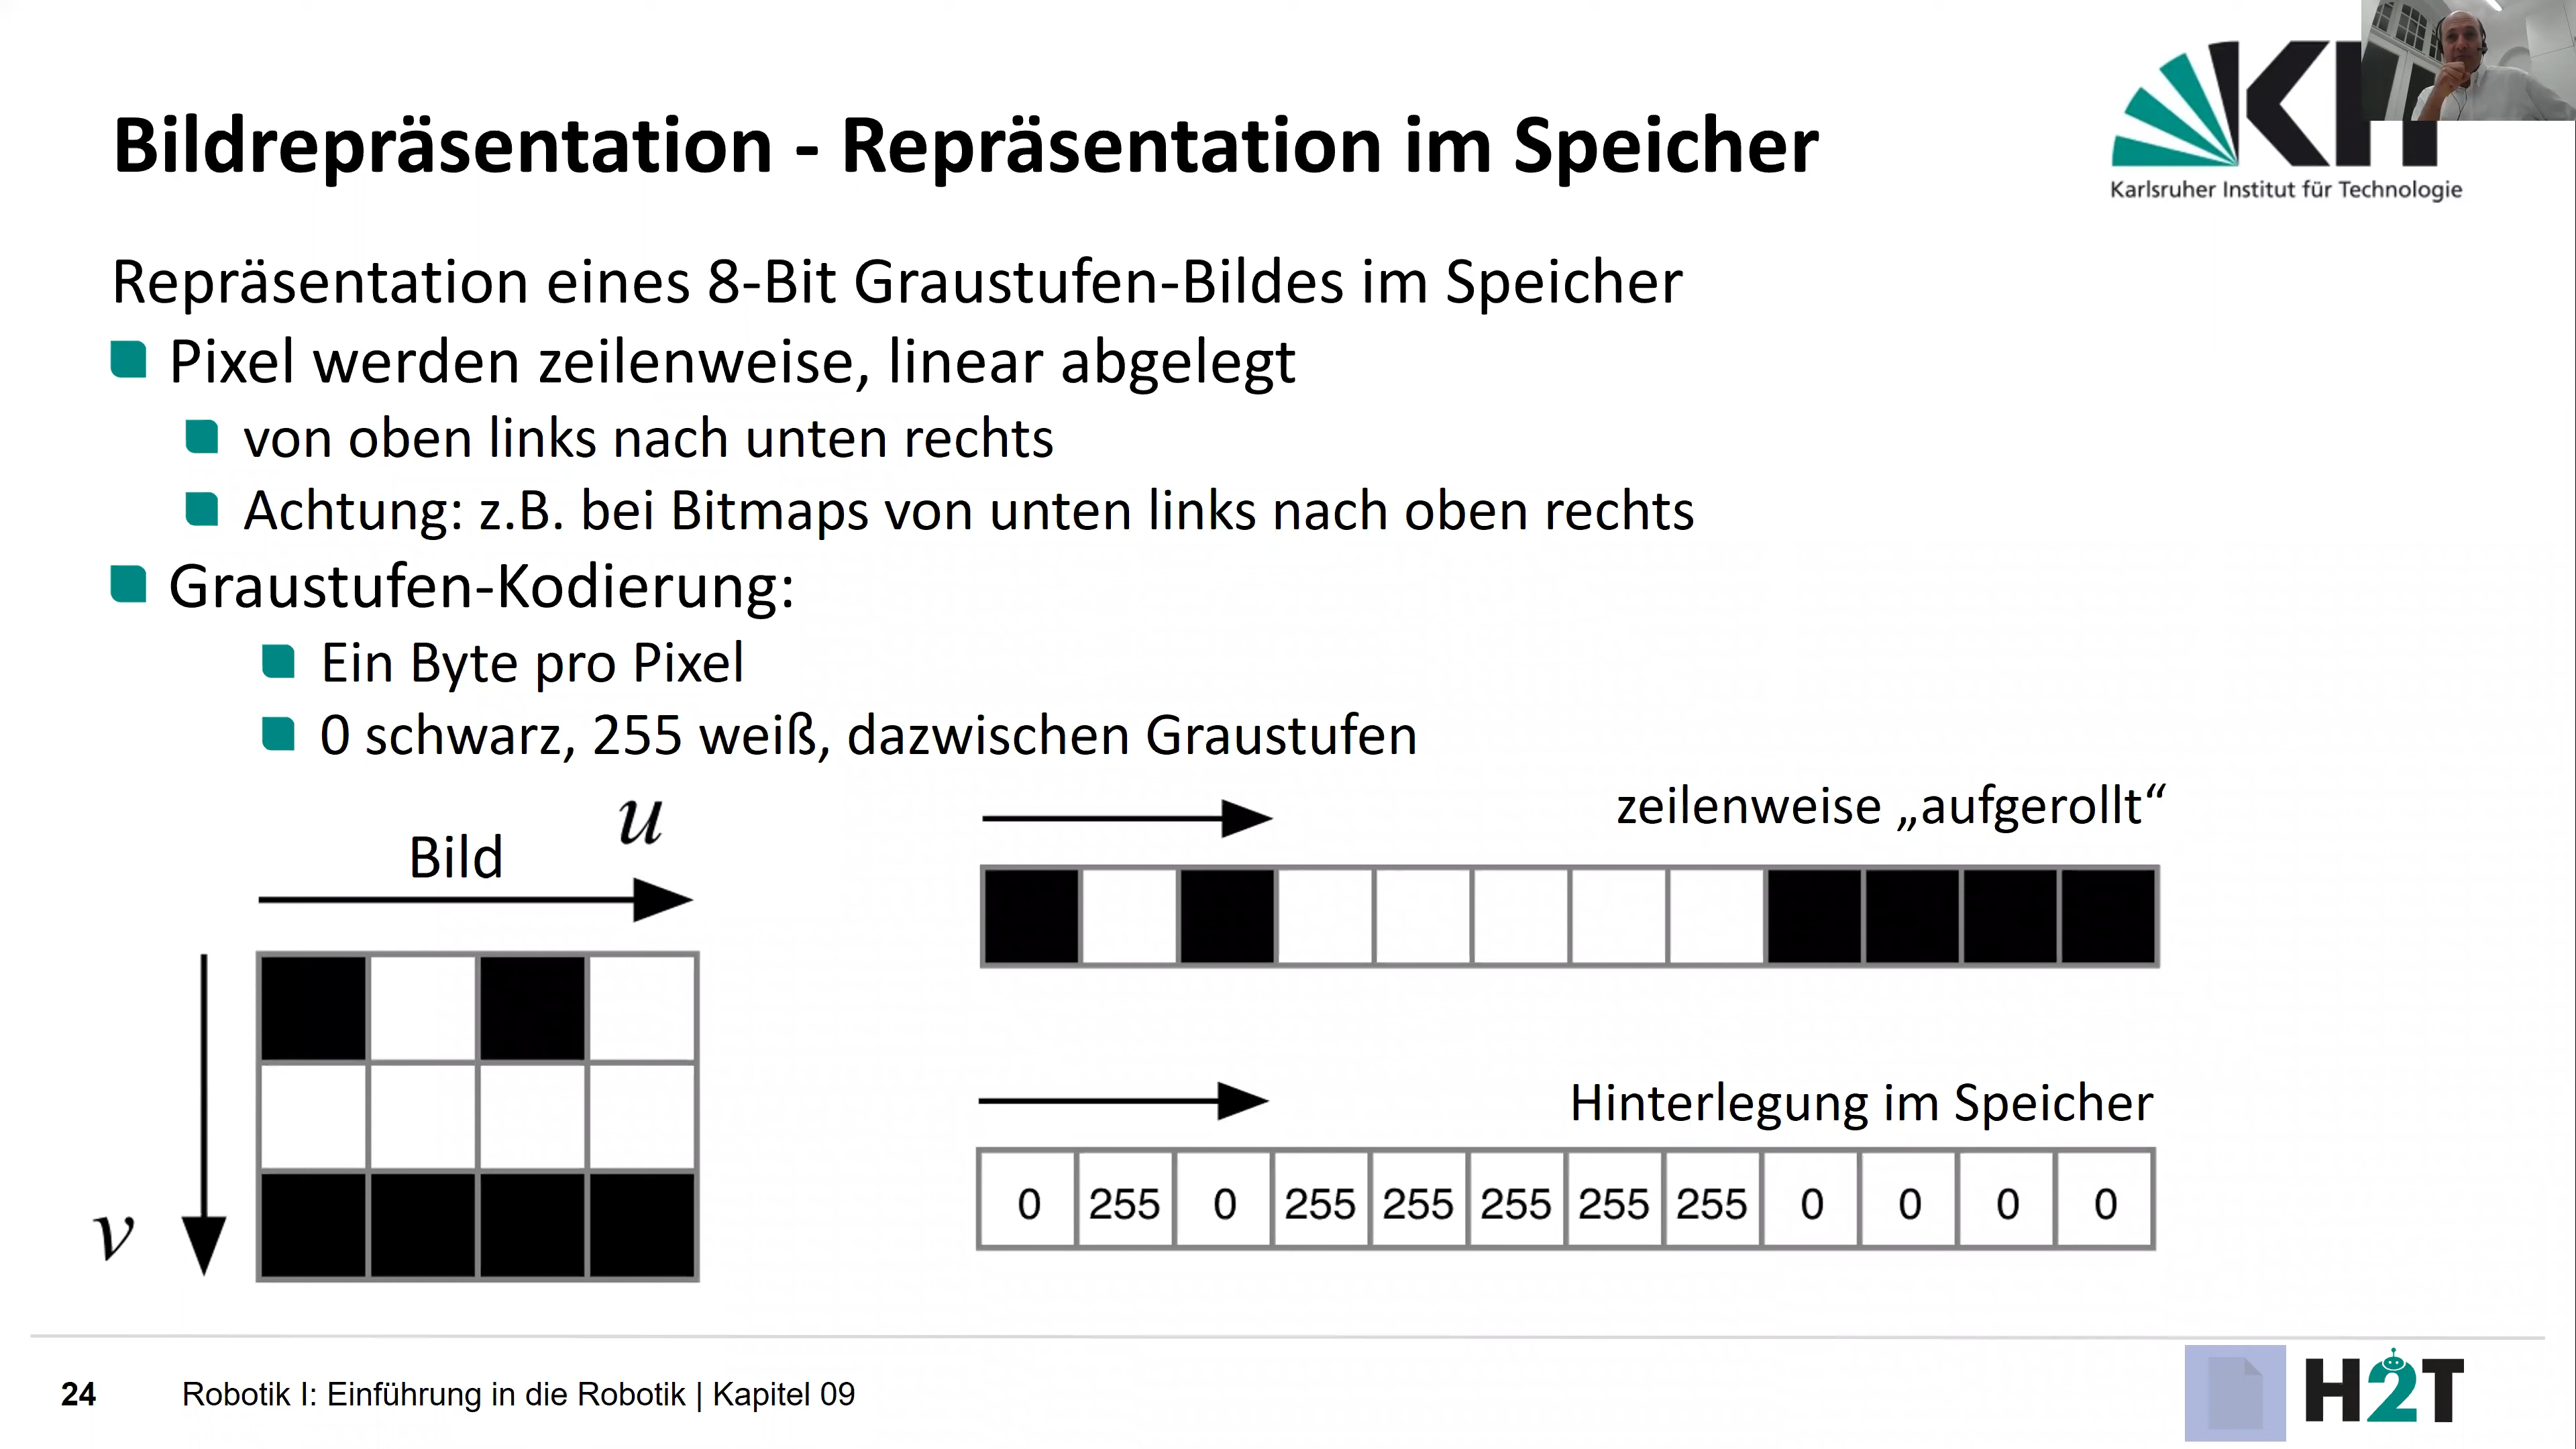 Bildrepräsentation - Repräsentation im Speicher
Karlsruher Institut für Technologie
Repräsentation eines 8-Bit Graustufen-Bildes im Speicher
Pixel werden zeilenweise, linear abgelegt
von oben links nach unten rechts
Achtung: z.B. bei Bitmaps von unten links nach oben rechts
Graustufen-Kodierung:
Ein Byte pro Pixel
0 schwarz, 255 weiß, dazwischen Graustufen
u
Bild
v
zeilenweise „aufgerollt“
Hinterlegung im Speicher
0 255 0 255 255 255 255 255 0 0 0 0
24 Robotik I: Einführung in die Robotik | Kapitel 09
H2T